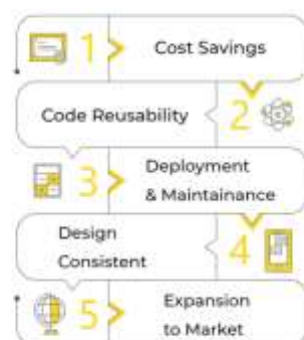 1 Cost Savings
Code Reusability 2
3 Deployment
& Maintainance
Design
Consistent 4
5 Expansion
to Market